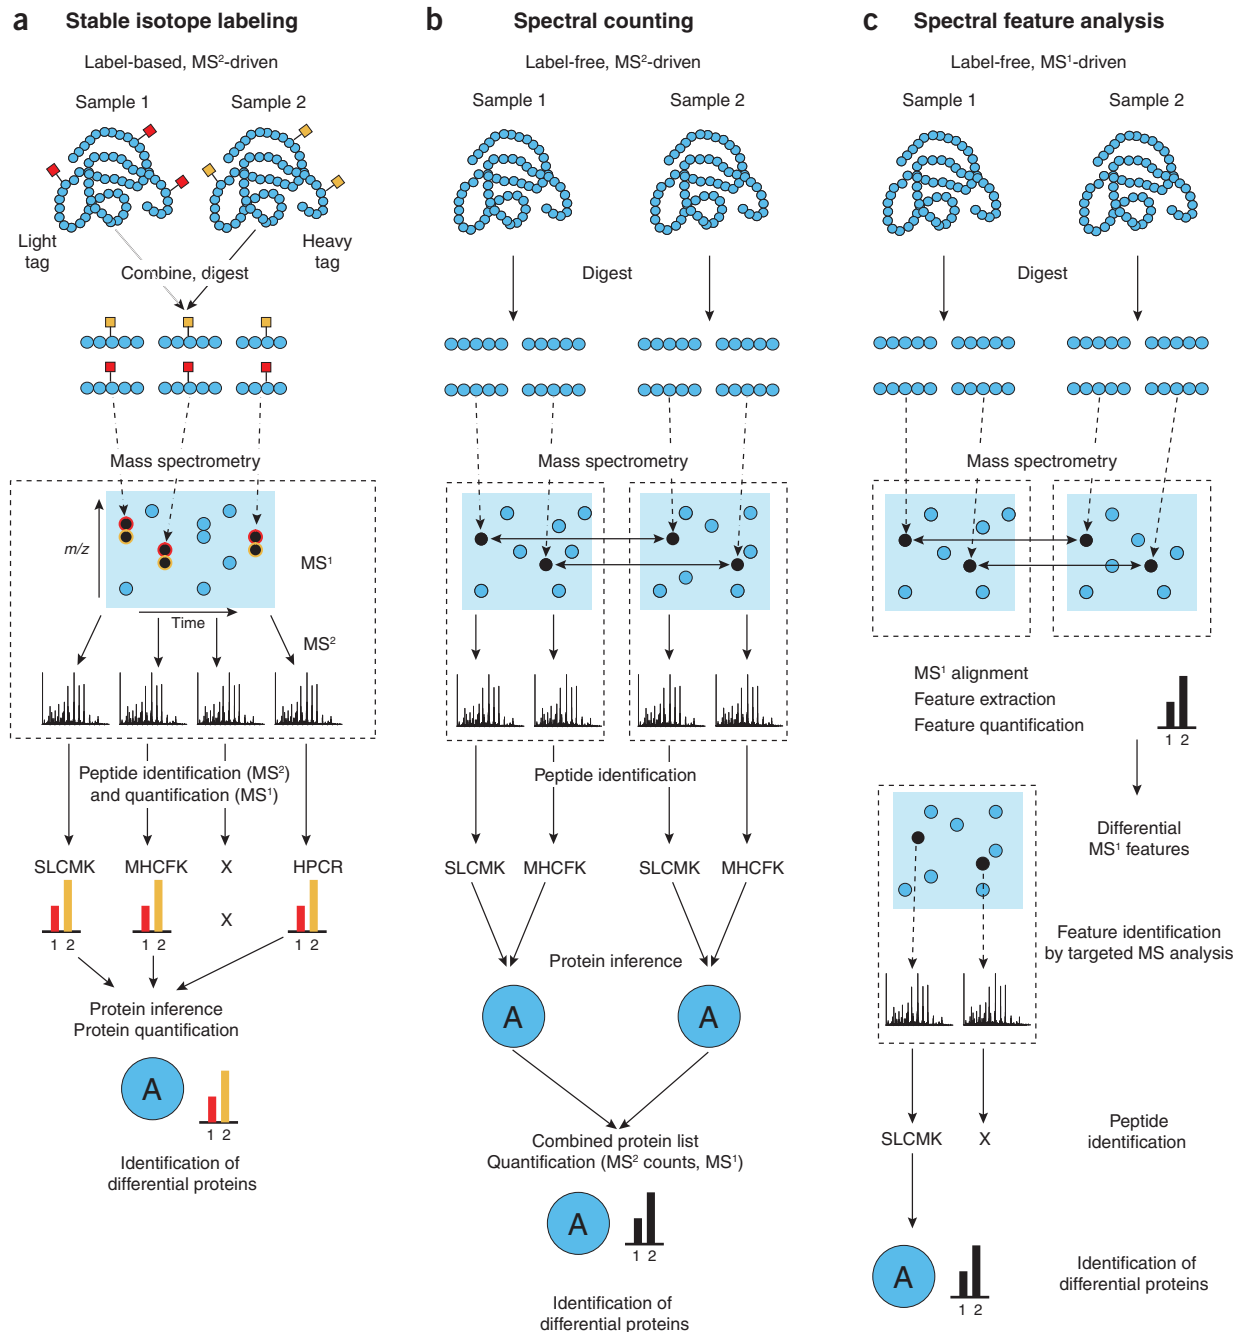 a Stable isotope labeling
Label-based, MS²-driven
Sample 1 Sample 2
Light
tag
Heavy
tag
Combine, digest
Mass spectrometry
m/z
MS¹
Time
MS²
Peptide identification (MS²)
and quantification (MS¹)
SLCMK MHCFK X HPCR
X
1 2 1 2 1 2
Protein inference
Protein quantification
A
1 2
Identification of
differential proteins
b Spectral counting
Label-free, MS²-driven
Sample 1 Sample 2
Digest
Mass spectrometry
Peptide identification
SLCMK MHCFK SLCMK MHCFK
Protein inference
A A
Combined protein list
Quantification (MS² counts, MS¹)
A
1 2
Identification of
differential proteins
c Spectral feature analysis
Label-free, MS¹-driven
Sample 1 Sample 2
Digest
Mass spectrometry
MS¹ alignment
Feature extraction
Feature quantification
1 2
Differential
MS¹ features
Feature identification
by targeted MS analysis
Peptide
identification
SLCMK X
A
1 2
Identification of
differential proteins